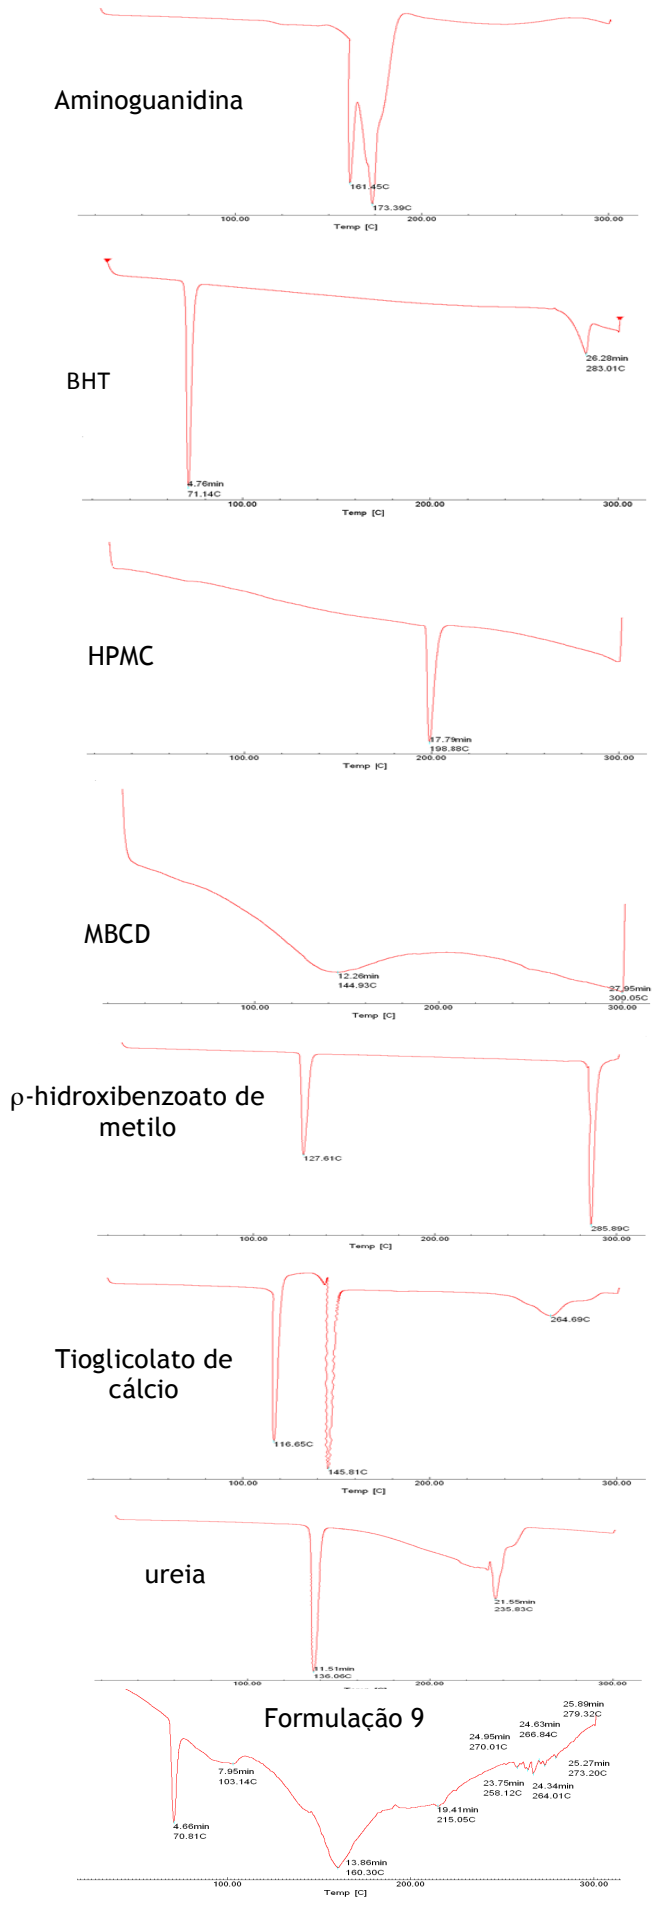 Aminoguanidina
161.45C
173.39C
100.00 200.00 300.00
Temp [C]
BHT
26.28min
283.01C
4.76min
71.14C
100.00 200.00 300.00
Temp [C]
HPMC
17.79min
198.88C
100.00 200.00 300.00
Temp [C]
MBCD
12.26min
144.93C
27.95min
300.05C
100.00 200.00 300.00
Temp [C]
ρ-hidroxibenzoato de
metilo
127.61C
285.89C
100.00 200.00 300.00
Temp [C]
Tioglicolato de
cálcio
264.69C
116.65C
145.81C
100.00 200.00 300.00
Temp [C]
ureia
21.55min
235.83C
11.51min
136.06C
100.00 200.00 300.00
Formulação 9
25.89min
279.32C
24.63min
266.84C
24.95min
270.01C
25.27min
273.20C
7.95min
103.14C
23.75min
258.12C
24.34min
264.01C
19.41min
215.05C
4.66min
70.81C
13.86min
160.30C
100.00 200.00 300.00
Temp [C]